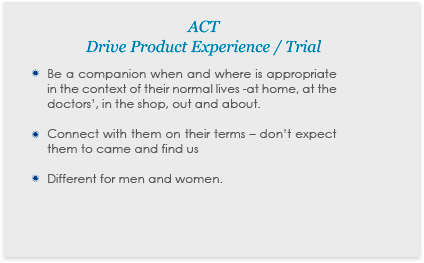 ACT
Drive Product Experience / Trial
Be a companion when and where is appropriate
in the context of their normal lives -at home, at the
doctors', in the shop, out and about.
Connect with them on their terms – don't expect
them to came and find us
Different for men and women.